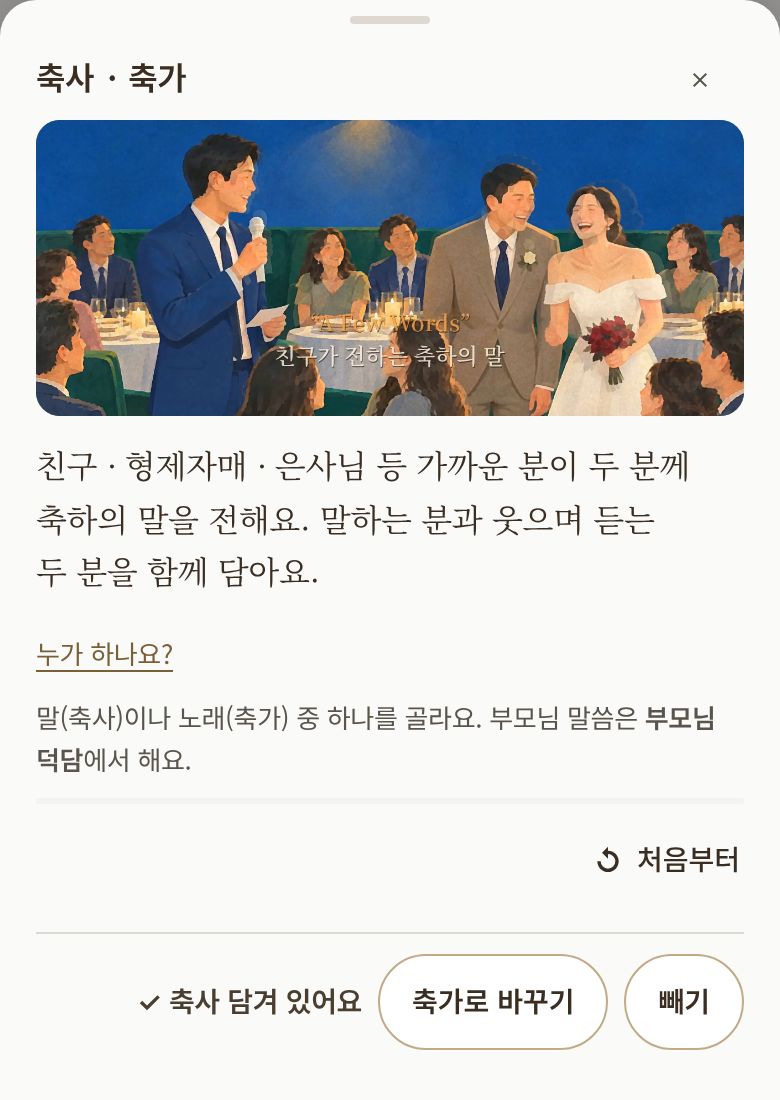 축사 · 축가
×
“A Few Words”
친구가 전하는 축하의 말
친구 · 형제자매 · 은사님 등 가까운 분이 두 분께
축하의 말을 전해요. 말하는 분과 웃으며 듣는
두 분을 함께 담아요.
누가 하나요?
말(축사)이나 노래(축가) 중 하나를 골라요. 부모님 말씀은 부모님
덕담에서 해요.
처음부터
✓ 축사 담겨 있어요 축가로 바꾸기 빼기